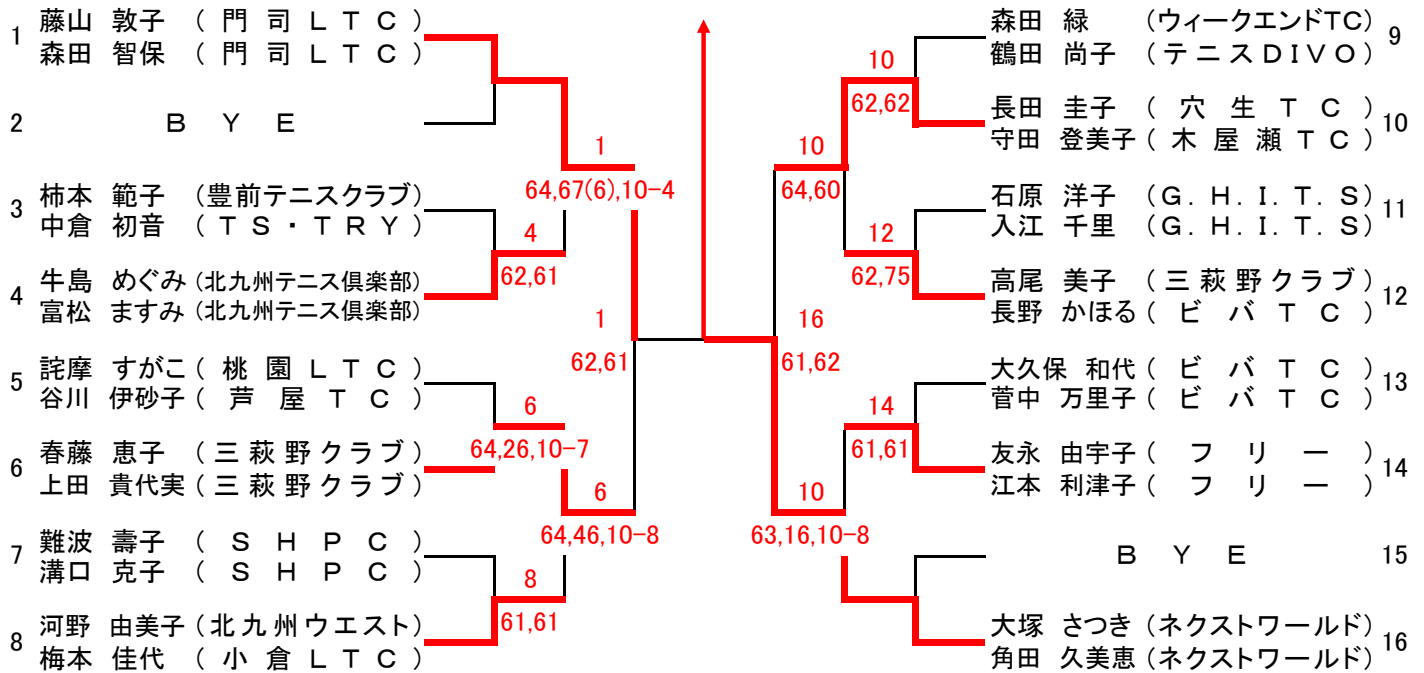 1
藤山 敦子 (門司LTC)
森田 智保 (門司LTC)
2
BYE
3
柿本 範子 (豊前テニスクラブ)
中倉 初音 (TS・TRY)
4
牛島 めぐみ (北九州テニス倶楽部)
富松 ますみ (北九州テニス倶楽部)
5
詫摩 すがこ (桃園LTC)
谷川 伊砂子 (芦屋TC)
6
春藤 恵子 (三萩野クラブ)
上田 貴代実 (三萩野クラブ)
7
難波 壽子 (SHPC)
溝口 克子 (SHPC)
8
河野 由美子 (北九州ウエスト)
梅本 佳代 (小倉LTC)
1
64,67(6),10-4
4
62,61
1
62,61
6
64,26,10-7
6
64,46,10-8
8
61,61
10
62,62
10
64,60
12
62,75
16
61,62
14
61,61
10
63,16,10-8
森田 緑 (ウィークエンドTC)
鶴田 尚子 (テニスDIVO)
9
長田 圭子 (穴生TC)
守田 登美子 (木屋瀬TC)
10
石原 洋子 (G.H.I.T.S)
入江 千里 (G.H.I.T.S)
11
高尾 美子 (三萩野クラブ)
長野 かほる (ビバTC)
12
大久保 和代 (ビバTC)
菅中 万里子 (ビバTC)
13
友永 由宇子 (フリー)
江本 利津子 (フリー)
14
BYE
15
大塚 さつき (ネクストワールド)
角田 久美恵 (ネクストワールド)
16